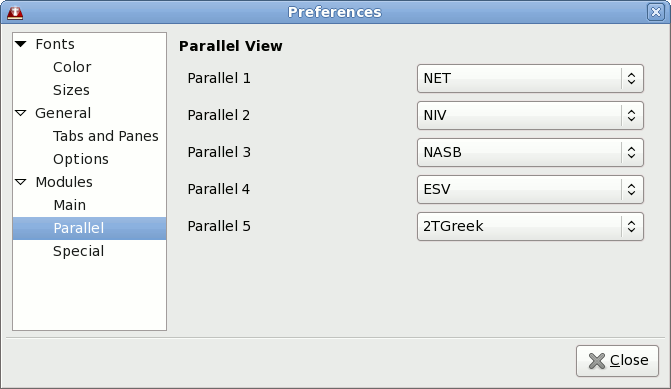 Preferences
Fonts
Color
Sizes
General
Tabs and Panes
Options
Modules
Main
Parallel
Special
Parallel View
Parallel 1 NET
Parallel 2 NIV
Parallel 3 NASB
Parallel 4 ESV
Parallel 5 2TGreek
Close